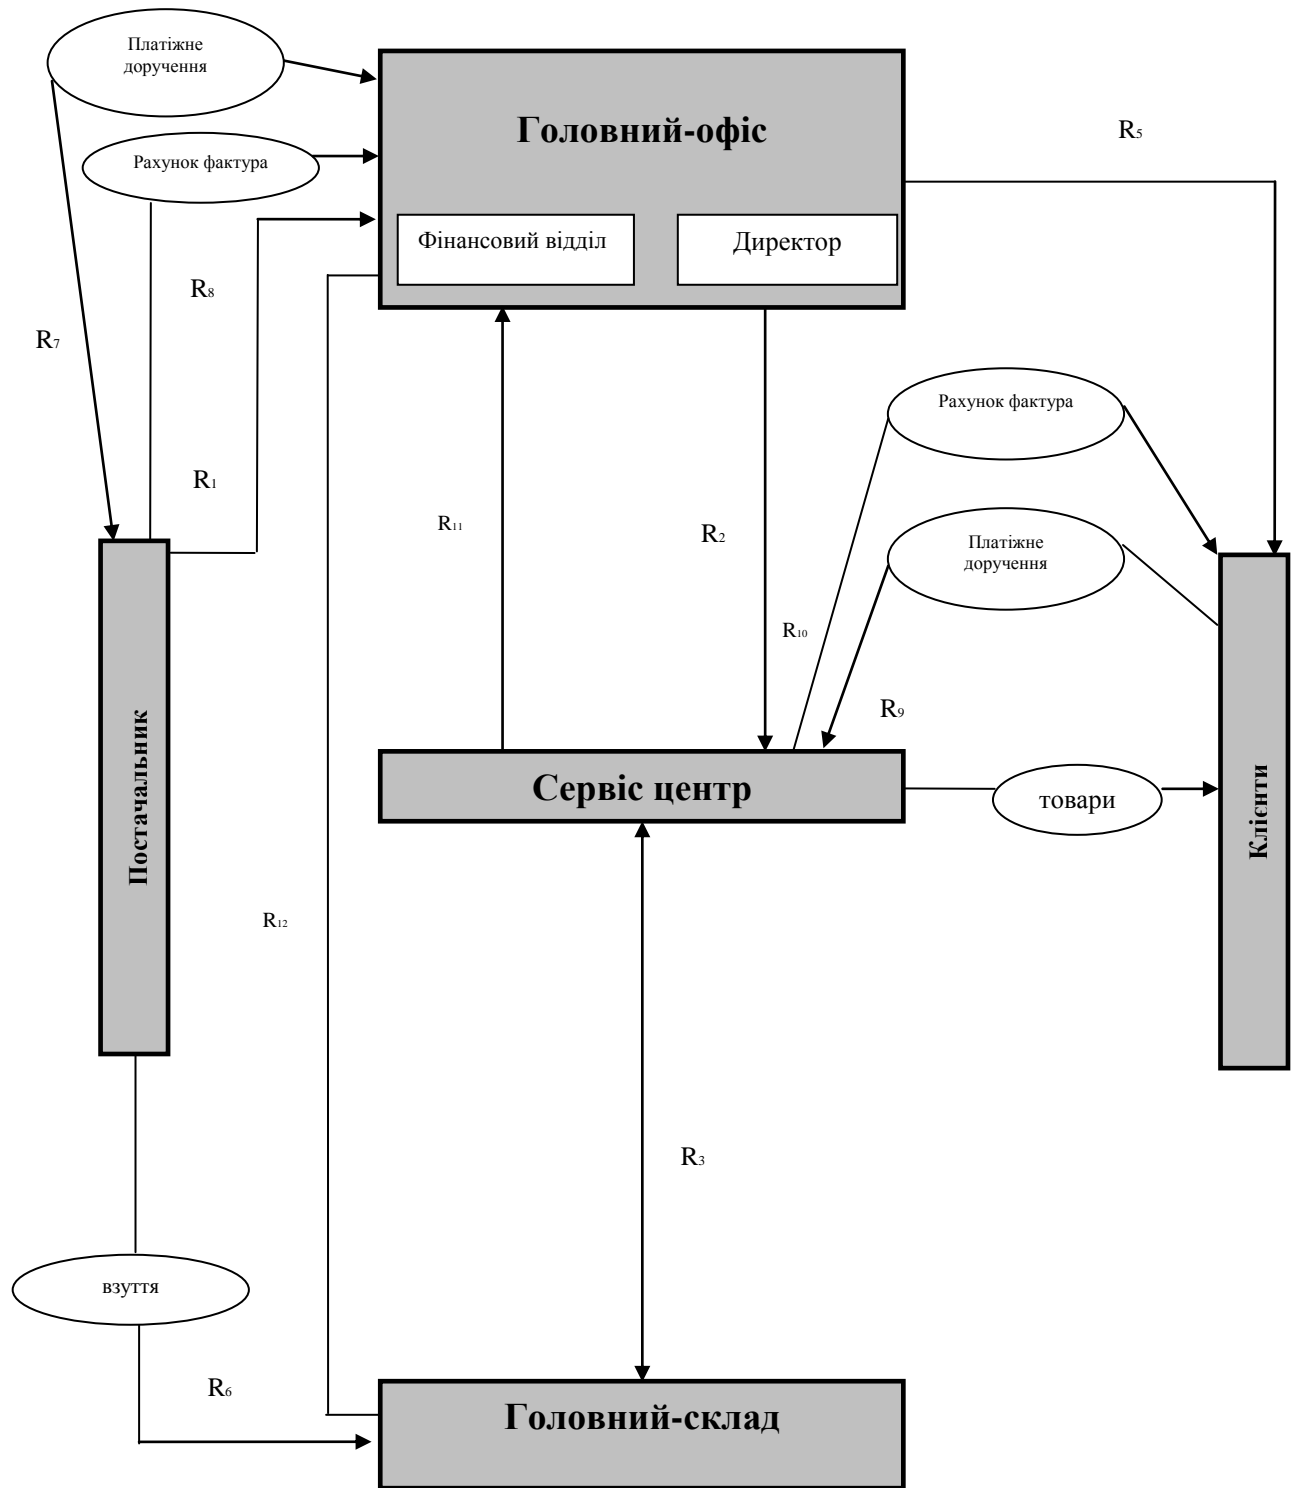 Платіжне
доручення
Головний-офіс
R5
Рахунок фактура
Фінансовий відділ
Директор
R8
R7
Рахунок фактура
R1
R11
R2
Платіжне
доручення
R10
R9
Постачальник
Сервіс центр
товари
Клієнти
R12
R3
взуття
R6
Головний-склад